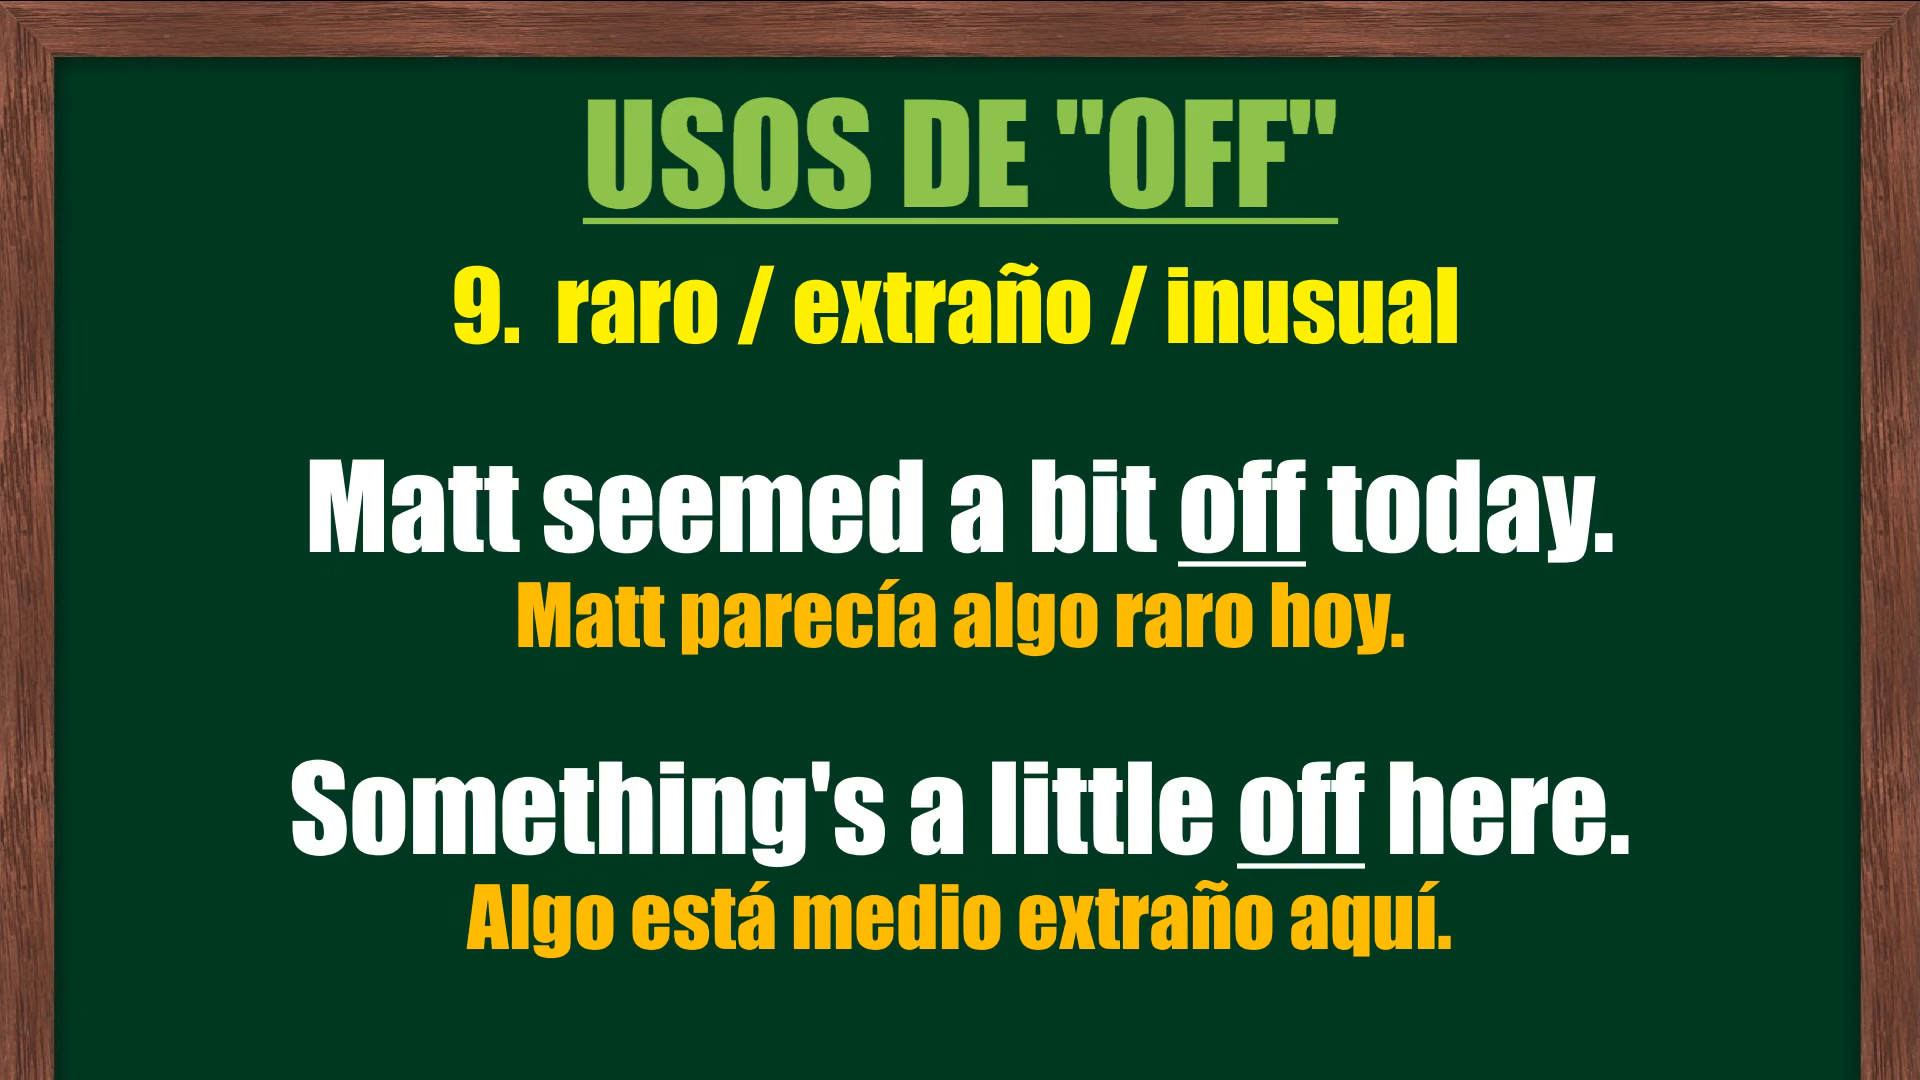 USOS DE "OFF"
9. raro / extraño / inusual
Matt seemed a bit off today.
Matt parecía algo raro hoy.
Something's a little off here.
Algo está medio extraño aquí.